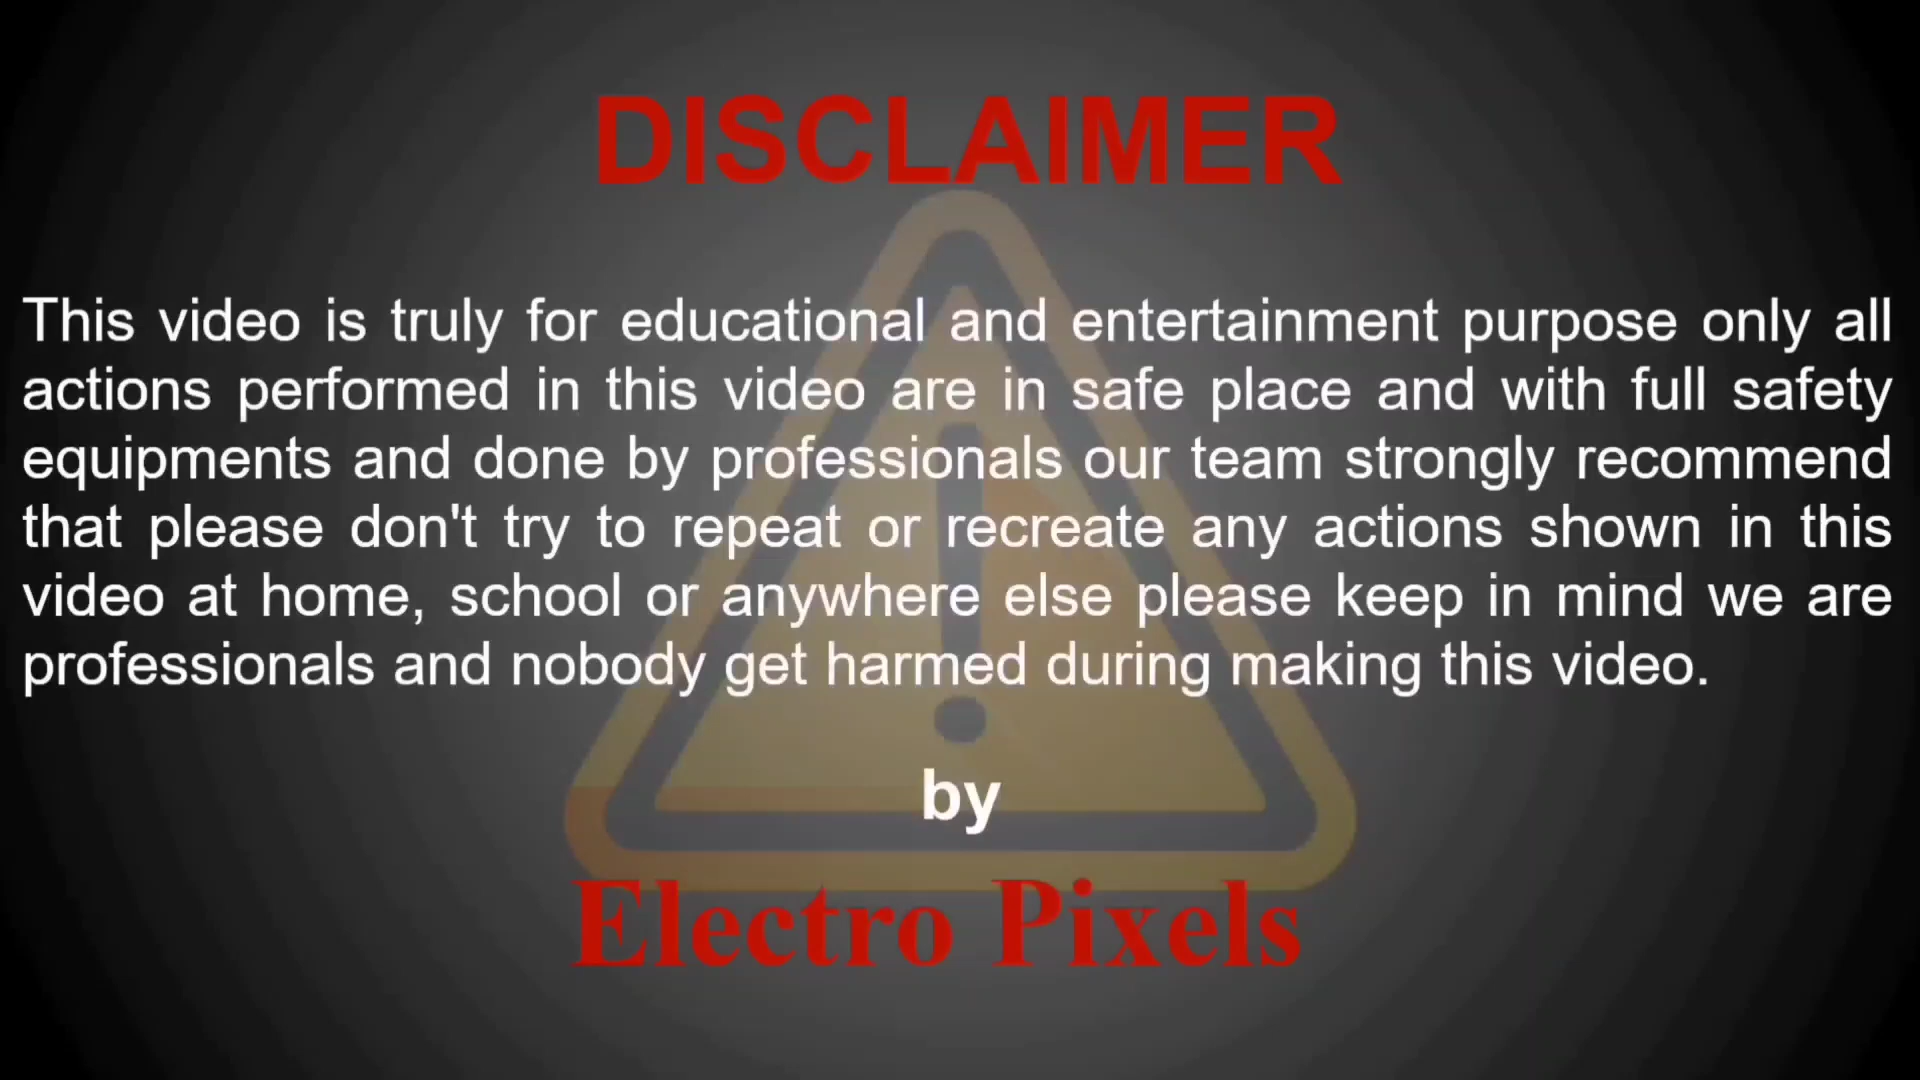 DISCLAIMER
This video is truly for educational and entertainment purpose only all
actions performed in this video are in safe place and with full safety
equipments and done by professionals our team strongly recommend
that please don't try to repeat or recreate any actions shown in this
video at home, school or anywhere else please keep in mind we are
professionals and nobody get harmed during making this video.
by
Electro Pixels